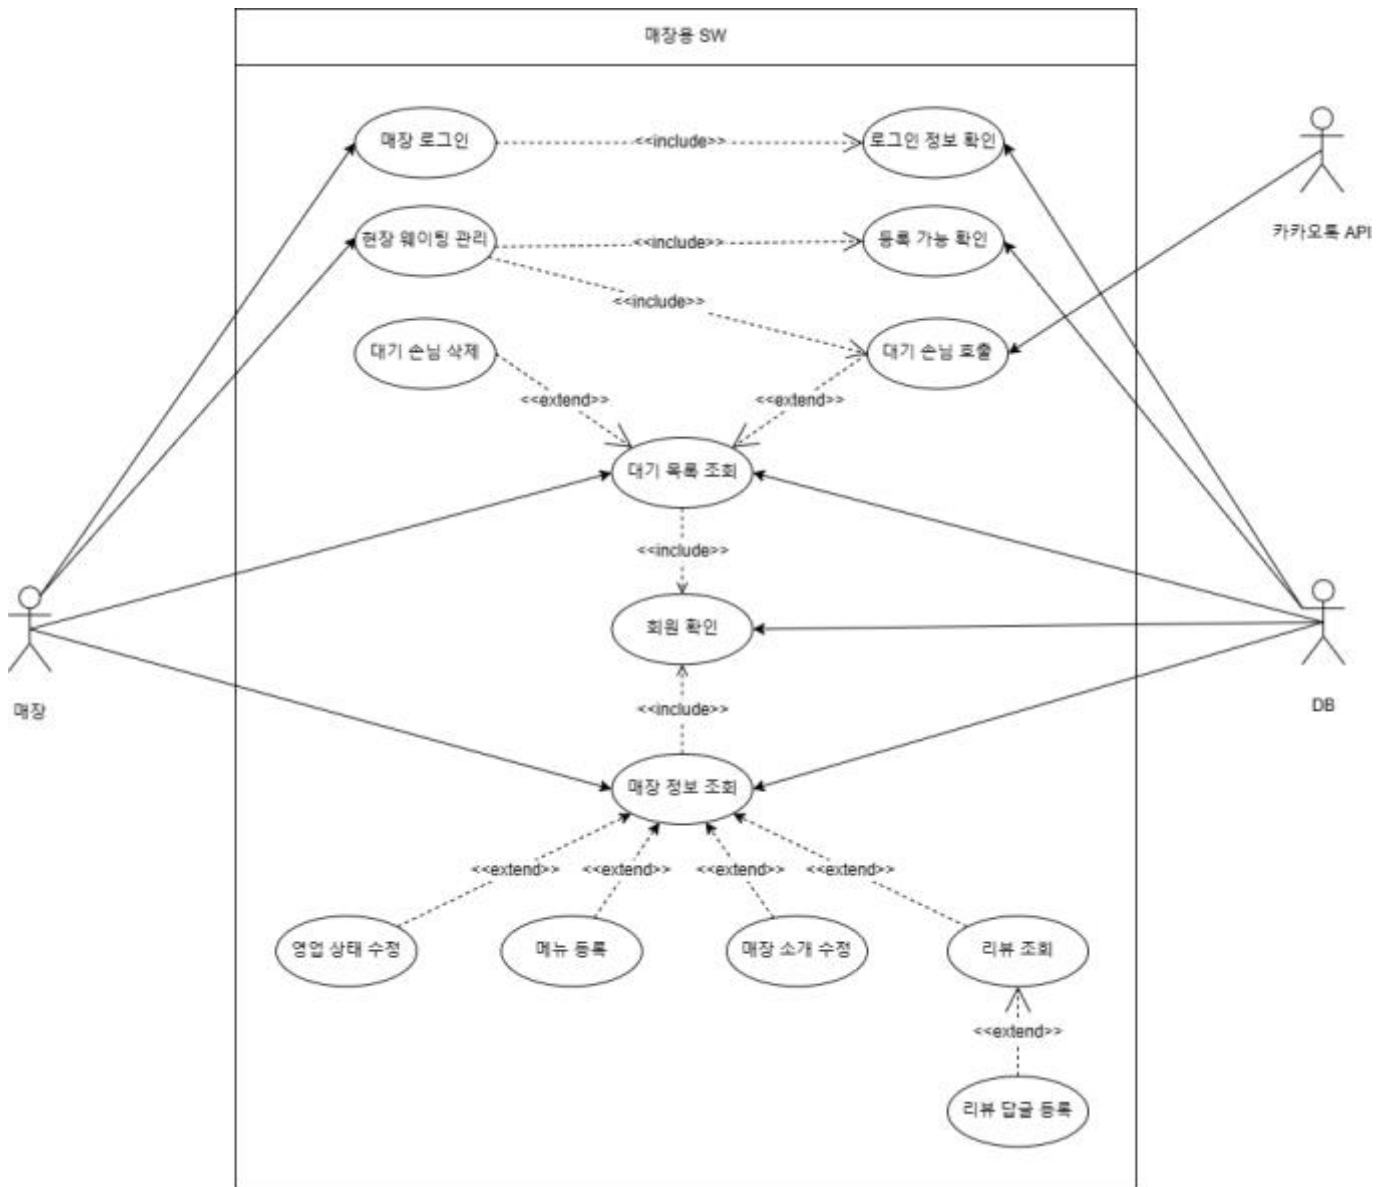 매장용 SW
매장 로그인
<<include>>
로그인 정보 확인
현장 웨이팅 관리
<<include>>
등록 가능 확인
카카오톡 API
<<include>>
대기 손님 삭제
대기 손님 호출
<<extend>>
<<extend>>
대기 목록 조회
<<include>>
회원 확인
매장
DB
<<include>>
매장 정보 조회
<<extend>>
<<extend>>
<<extend>>
<<extend>>
영업 상태 수정
메뉴 등록
매장 소개 수정
리뷰 조회
<<extend>>
리뷰 답글 등록